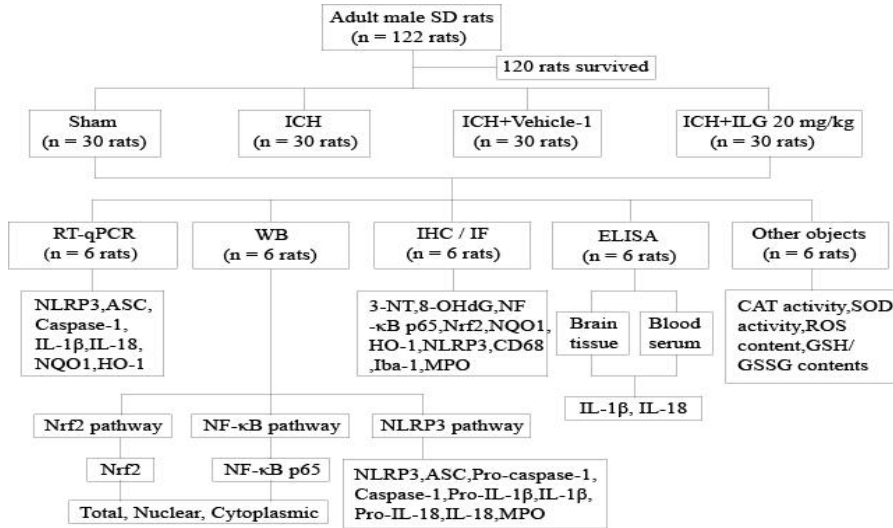 Adult male SD rats
(n = 122 rats)
120 rats survived
Sham
(n = 30 rats)
ICH
(n = 30 rats)
ICH+Vehicle-1
(n = 30 rats)
ICH+ILG 20 mg/kg
(n = 30 rats)
RT-qPCR
(n = 6 rats)
WB
(n = 6 rats)
IHC / IF
(n = 6 rats)
ELISA
(n = 6 rats)
Other objects
(n = 6 rats)
NLRP3,ASC,
Caspase-1,
IL-1β,IL-18,
NQO1,HO-1
3-NT,8-OHdG,NF
-κB p65,Nrf2,NQO1,
HO-1,NLRP3,CD68
,Iba-1,MPO
Brain
tissue
Blood
serum
IL-1β, IL-18
CAT activity,SOD
activity,ROS
content,GSH/
GSSG contents
Nrf2 pathway
NF-κB pathway
NLRP3 pathway
Nrf2
NF-κB p65
Total, Nuclear, Cytoplasmic
NLRP3,ASC,Pro-caspase-1,
Caspase-1,Pro-IL-1β,IL-1β,
Pro-IL-18,IL-18,MPO